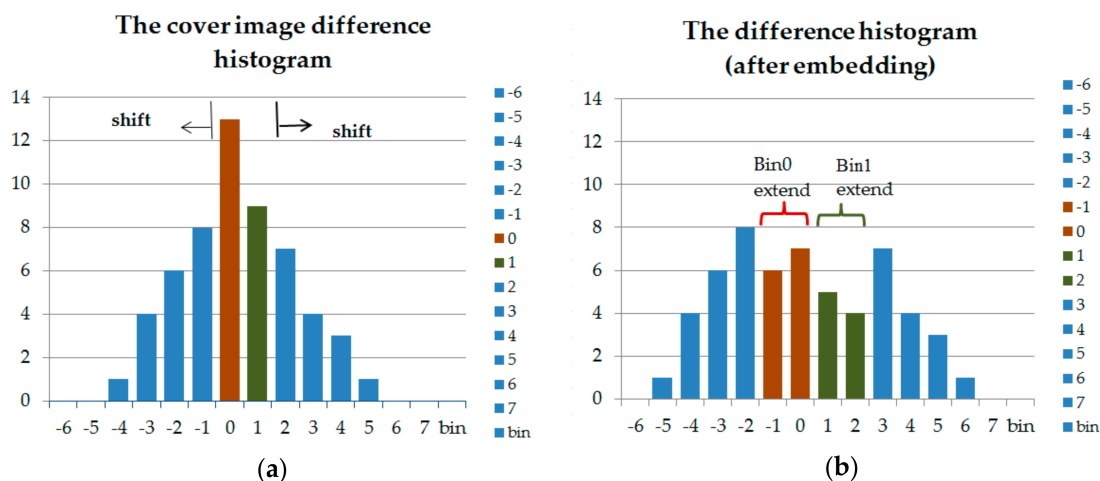 The cover image difference
histogram
14
12
10
8
6
4
2
0
shift
shift
-6 -5 -4 -3 -2 -1 0 1 2 3 4 5 6 7 bin
-6
-5
-4
-3
-2
-1
0
1
2
3
4
5
6
7
bin
(a)
The difference histogram
(after embedding)
14
12
10
8
6
4
2
0
Bin0
extend
Bin1
extend
-6 -5 -4 -3 -2 -1 0 1 2 3 4 5 6 7 bin
-6
-5
-4
-3
-2
-1
0
1
2
3
4
5
6
7
bin
(b)